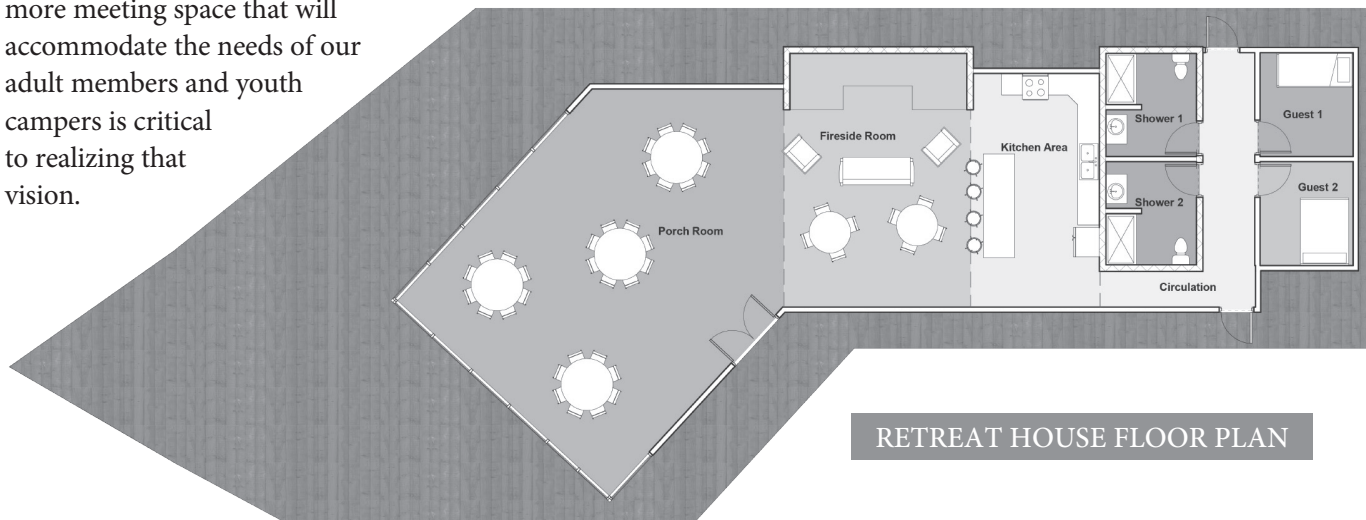 more meeting space that will
accommodate the needs of our
adult members and youth
campers is critical
to realizing that
vision.
Porch Room
Fireside Room
Kitchen Area
Shower 1
Shower 2
Guest 1
Guest 2
Circulation
RETREAT HOUSE FLOOR PLAN